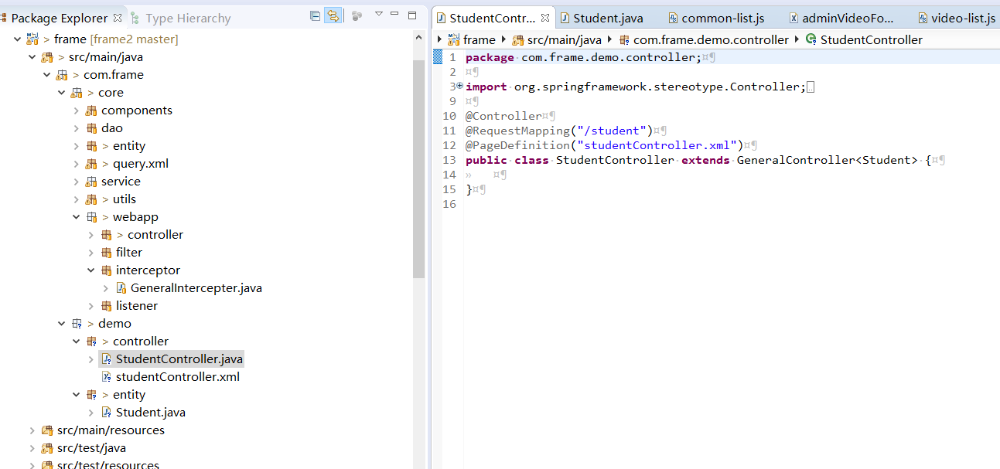 Package Explorer Type Hierarchy
> frame [frame2 master]
> src/main/java
> com.frame
> core
components
dao
> entity
> query.xml
service
> utils
> webapp
> controller
filter
interceptor
GeneralIntercepter.java
listener
> demo
> controller
StudentController.java
studentController.xml
> entity
Student.java
src/main/resources
src/test/java
src/test/resources
StudentContr... Student.java common-list.js adminVideoFo... video-list.js
frame src/main/java com.frame.demo.controller StudentController
1 package·com.frame.demo.controller;¤¶
2 ¤¶
3 import·org.springframework.stereotype.Controller;
9 ¤¶
10 @Controller¤¶
11 @RequestMapping("/student")¤¶
12 @PageDefinition("studentController.xml")¤¶
13 public·class·StudentController·extends·GeneralController<Student>·{¤¶
14 » ¤¶
15 }¤¶
16